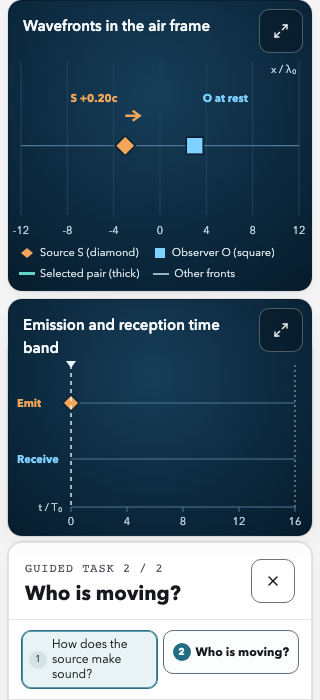 Wavefronts in the air frame
x / λ₀
S +0.20c
O at rest
-12 -8 -4 0 4 8 12
Source S (diamond) Observer O (square)
Selected pair (thick) Other fronts
Emission and reception time
band
Emit
Receive
t / T₀
0 4 8 12 16
GUIDED TASK 2 / 2
Who is moving?
1 How does the
source make
sound?
2 Who is moving?